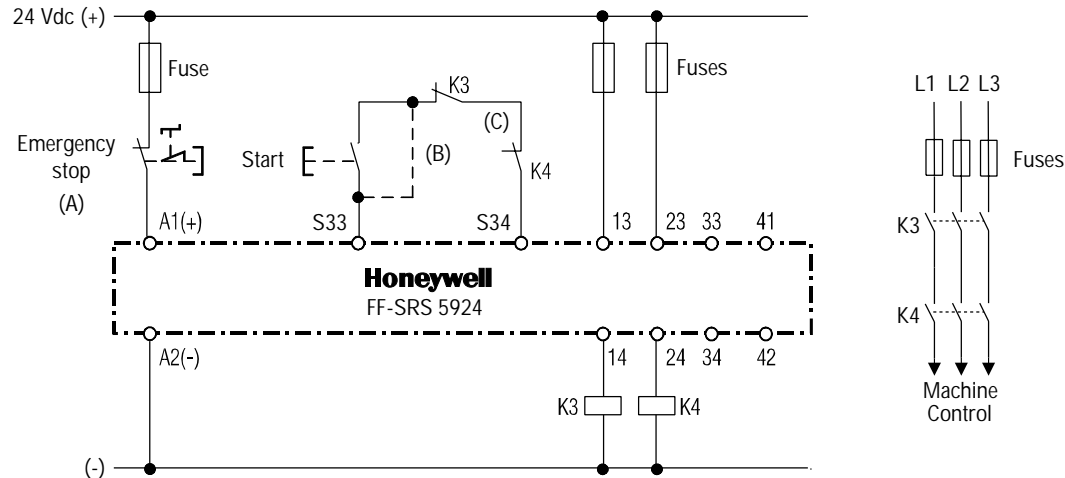 24 Vdc (+)
Fuse
Fuses
K3
(C)
L1 L2 L3
Emergency
stop
(A)
Start
(B)
K4
Fuses
A1(+)
S33
S34
13
23
33
41
K3
Honeywell
FF-SRS 5924
K4
A2(-)
14
24
34
42
K3
K4
Machine
Control
(-)